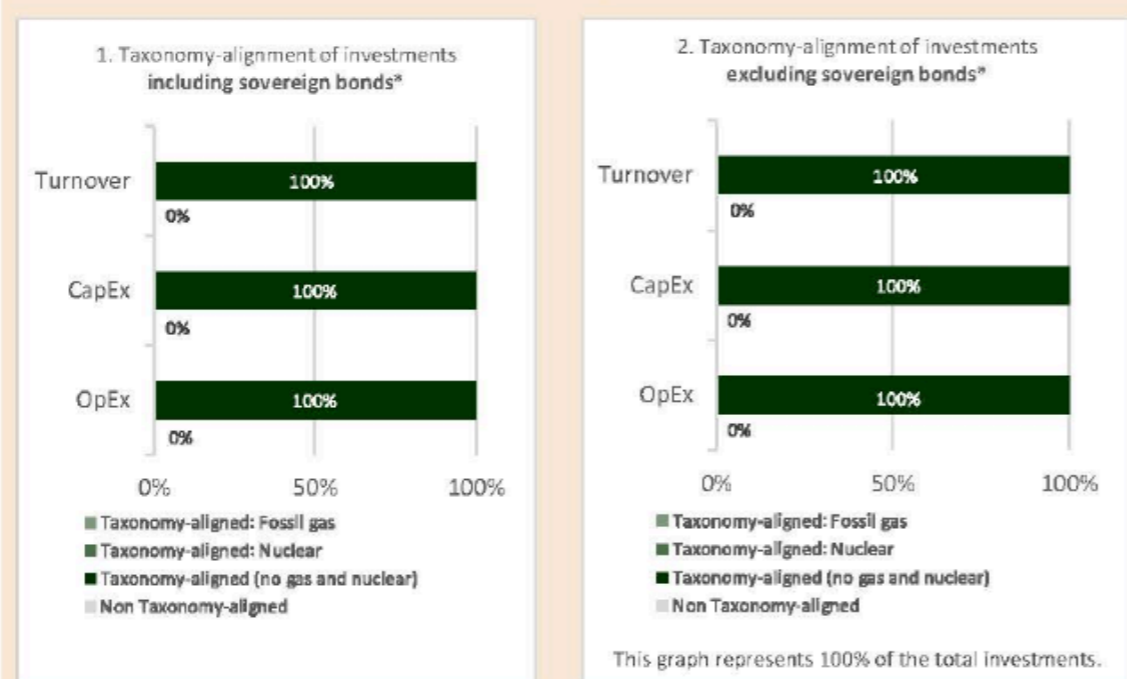 1. Taxonomy-alignment of investments
including sovereign bonds*
Turnover
100%
0%
CapEx
100%
0%
OpEx
100%
0%
0%
50%
100%
Taxonomy-aligned: Fossil gas
Taxonomy-aligned: Nuclear
Taxonomy-aligned (no gas and nuclear)
Non Taxonomy-aligned
2. Taxonomy-alignment of investments
excluding sovereign bonds*
Turnover
100%
0%
CapEx
100%
0%
OpEx
100%
0%
0%
50%
100%
Taxonomy-aligned: Fossil gas
Taxonomy-aligned: Nuclear
Taxonomy-aligned (no gas and nuclear)
Non Taxonomy-aligned
This graph represents 100% of the total investments.